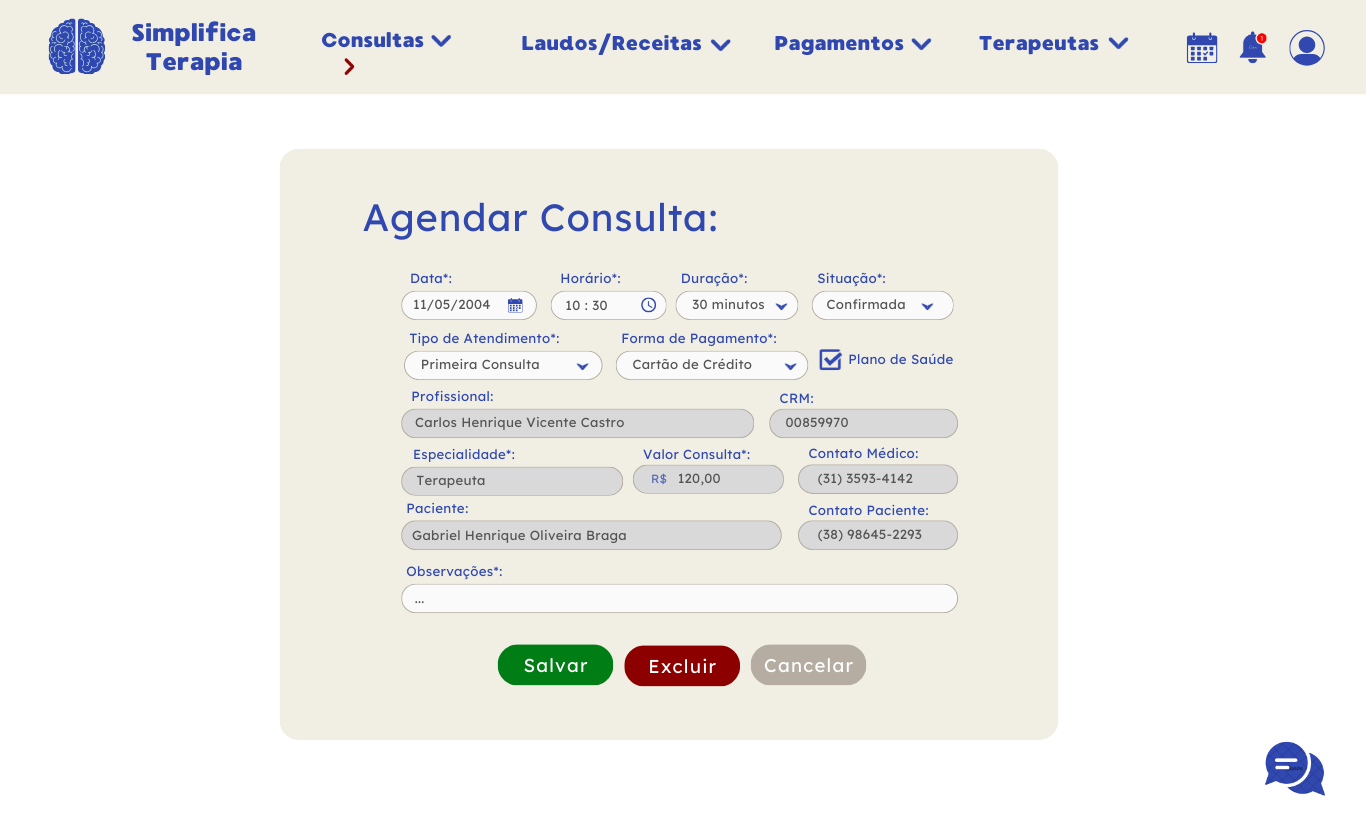 Simplifica
Terapia
Consultas
Laudos/Receitas
Pagamentos
Terapeutas
1
Agendar Consulta:
Data*:
Horário*:
Duração*:
Situação*:
11/05/2004
10 : 30
30 minutos
Confirmada
Tipo de Atendimento*:
Forma de Pagamento*:
Primeira Consulta
Cartão de Crédito
Plano de Saúde
Profissional:
CRM:
Carlos Henrique Vicente Castro
00859970
Especialidade*:
Valor Consulta*:
Contato Médico:
Terapeuta
R$ 120,00
(31) 3593-4142
Paciente:
Contato Paciente:
Gabriel Henrique Oliveira Braga
(38) 98645-2293
Observações*:
...
Salvar
Excluir
Cancelar